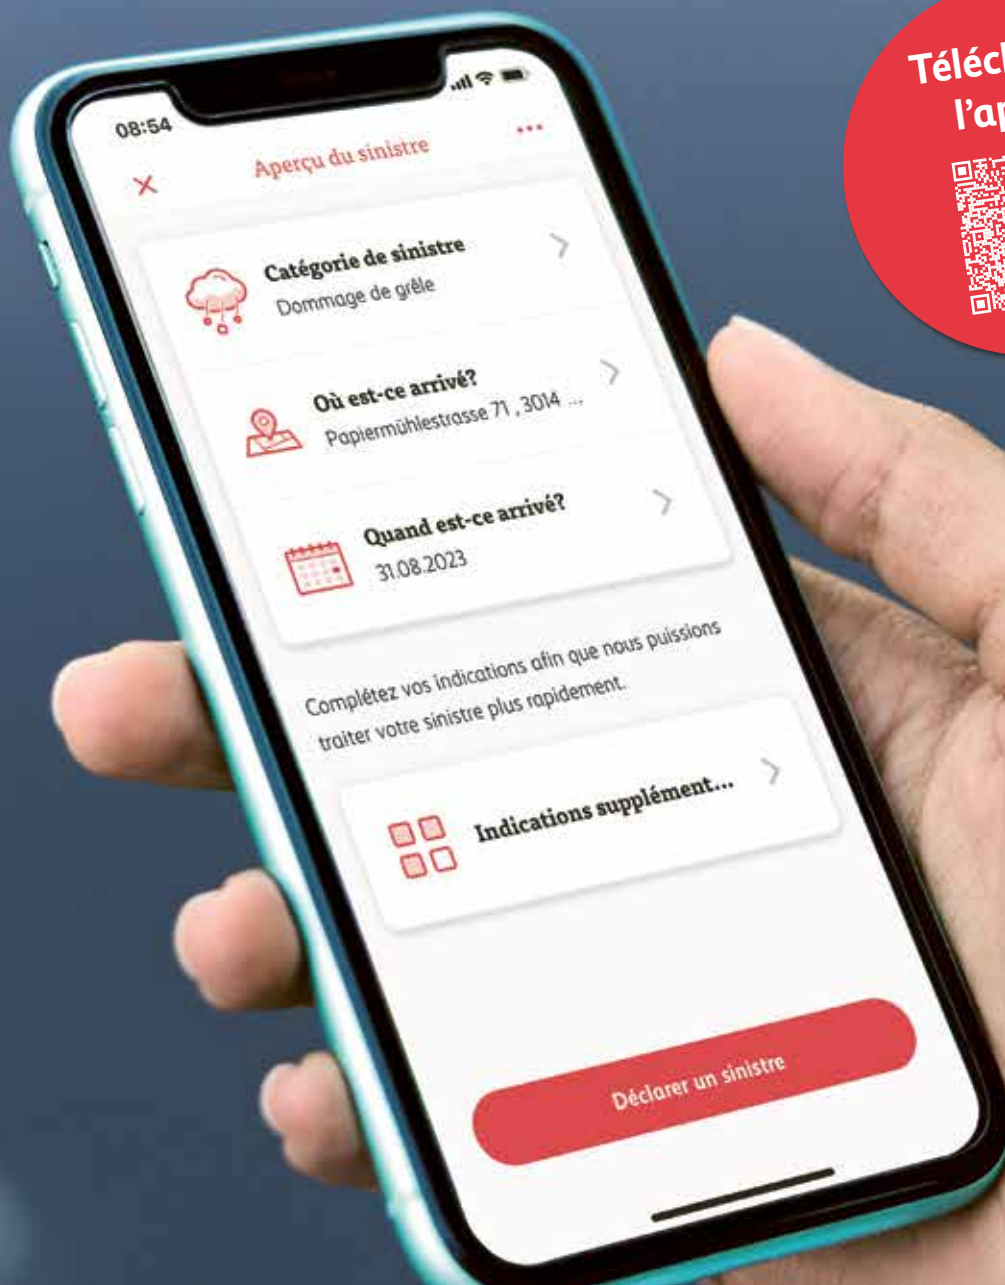 08:54
Aperçu du sinistre
Catégorie de sinistre
Dommage de grêle
Où est-ce arrivé?
Papiermühlestrasse 71 , 3014 ...
Quand est-ce arrivé?
31.08.2023
Complétez vos indications afin que nous puissions
traiter votre sinistre plus rapidement.
Indications supplément...
Déclarer un sinistre
l'ap